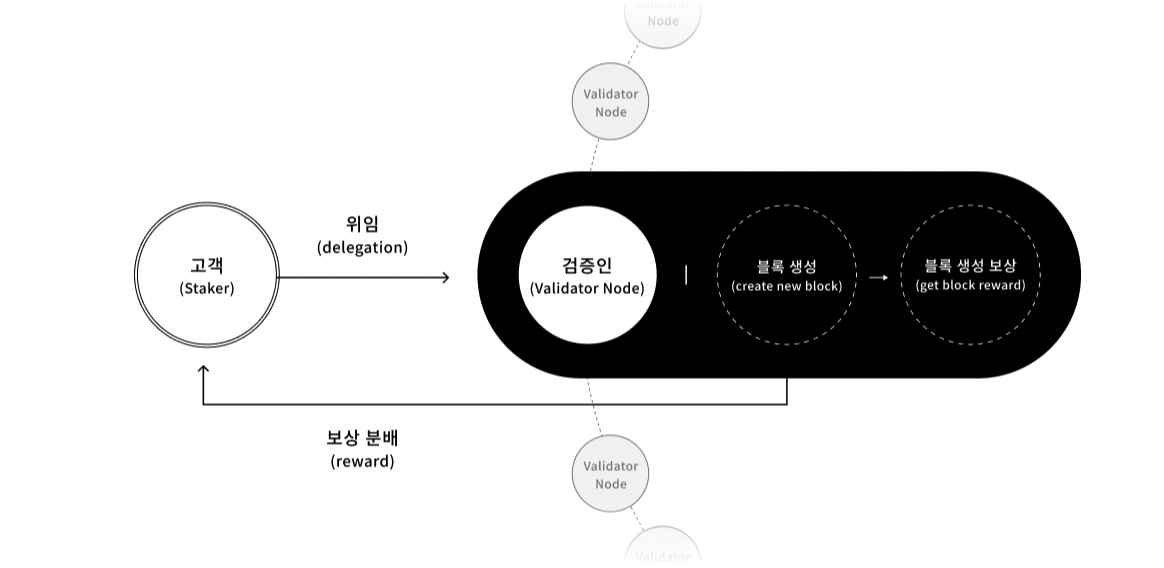 Validator
Node
Validator
Node
위임
(delegation)
고객
(Staker)
검증인
(Validator Node)
블록 생성
(create new block)
블록 생성 보상
(get block reward)
보상 분배
(reward)
Validator
Node
Validator